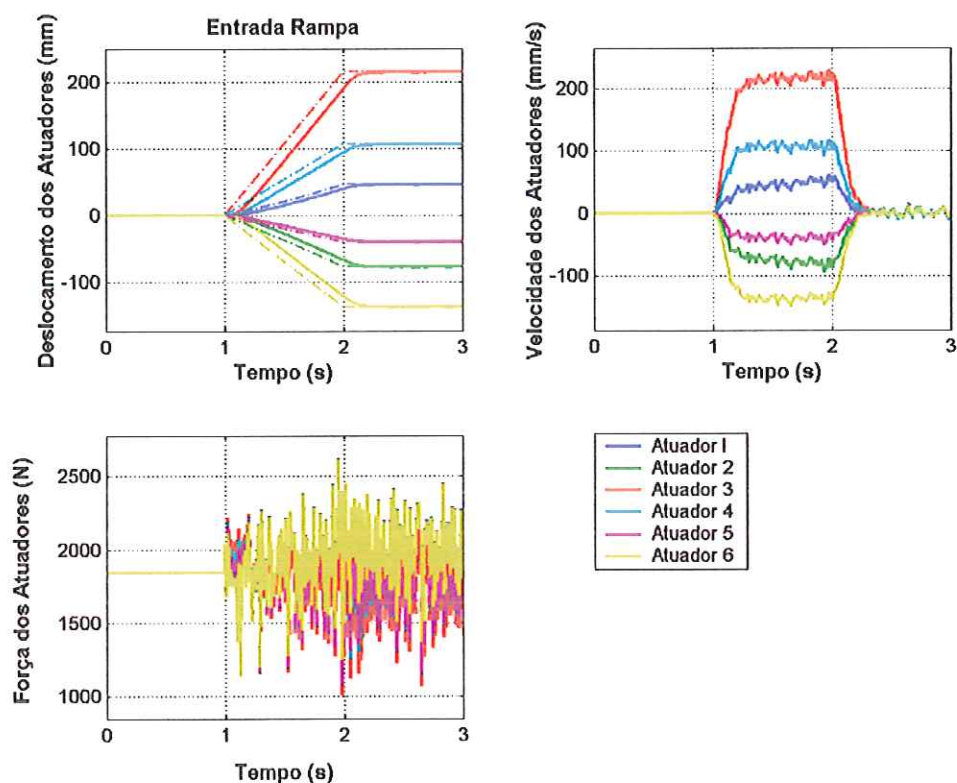 Entrada Rampa
Deslocamento dos Atuadores (mm)
200
100
0
-100
0 1 2 3
Tempo (s)
Velocidade dos Atuadores (mm/s)
200
100
0
-100
0 1 2 3
Tempo (s)
Força dos Atuadores (N)
2500
2000
1500
1000
0 1 2 3
Tempo (s)
Atuador 1
Atuador 2
Atuador 3
Atuador 4
Atuador 5
Atuador 6